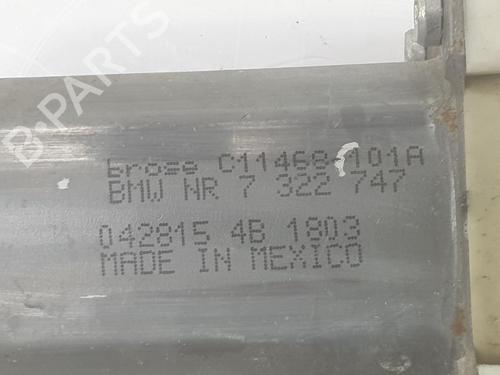 B-PARTS
brose C11468-101A
BMW NR 7 322 747
042815 4B 1803
MADE IN MEXICO